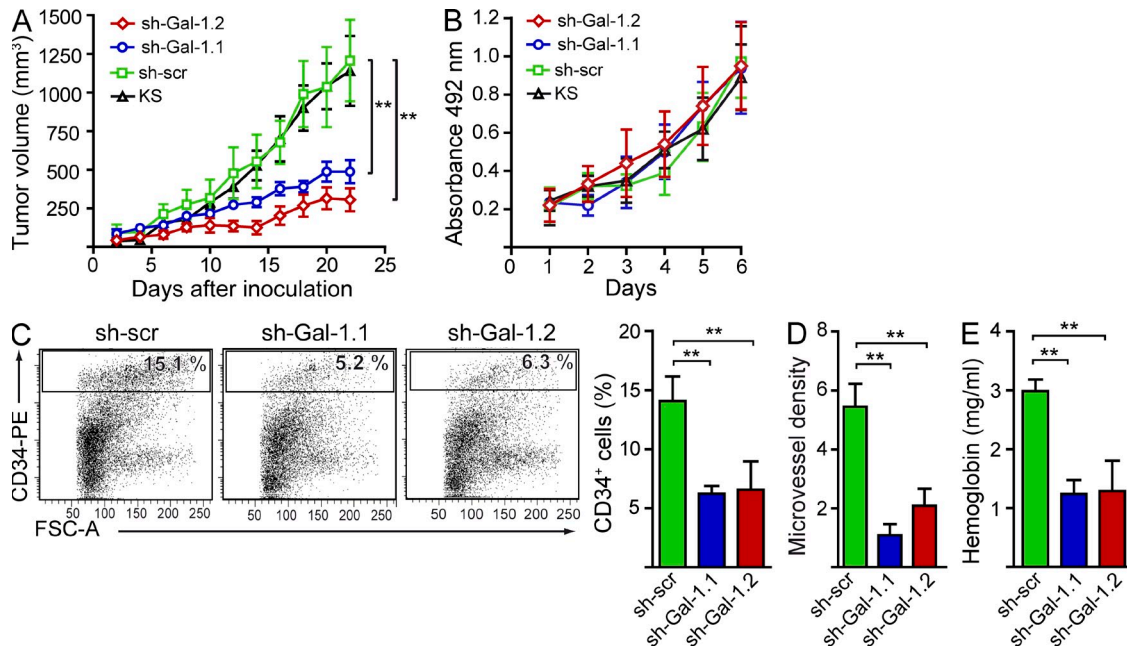 A
Tumor volume (mm³)
1500
1250
1000
750
500
250
0
5
10
15
20
25
Days after inoculation
sh-Gal-1.2
sh-Gal-1.1
sh-scr
KS
**
**
B
Absorbance 492 nm
1.2
1.0
0.8
0.6
0.4
0.2
0
1
2
3
4
5
6
Days
sh-Gal-1.2
sh-Gal-1.1
sh-scr
KS
C
sh-scr
sh-Gal-1.1
sh-Gal-1.2
15.1 %
5.2 %
6.3 %
CD34-PE
50 100 150 200 250
50 100 150 200 250
50 100 150 200 250
FSC-A
CD34⁺ cells (%)
20
15
10
5
**
**
sh-scr
sh-Gal-1.1
sh-Gal-1.2
D
Microvessel density
8
6
4
2
**
**
sh-scr
sh-Gal-1.1
sh-Gal-1.2
E
Hemoglobin (mg/ml)
4
3
2
1
**
**
sh-scr
sh-Gal-1.1
sh-Gal-1.2